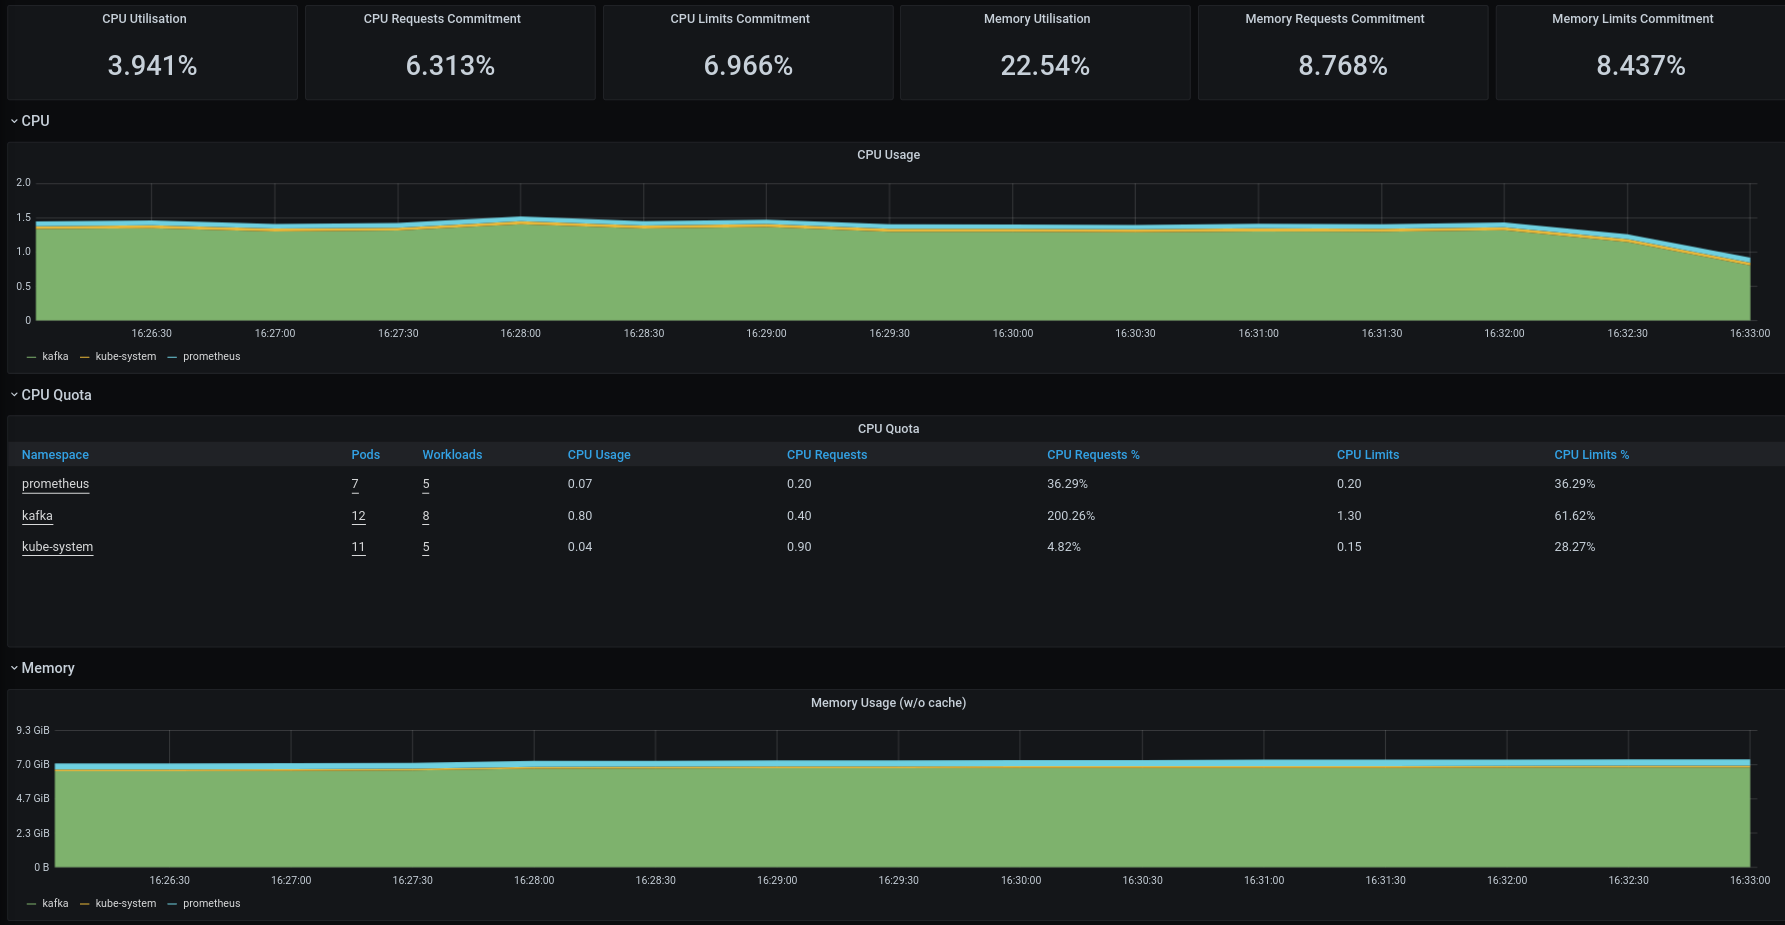 CPU Utilisation
3.941%
CPU Requests Commitment
6.313%
CPU Limits Commitment
6.966%
Memory Utilisation
22.54%
Memory Requests Commitment
8.768%
Memory Limits Commitment
8.437%
CPU
CPU Usage
2.0
1.5
1.0
0.5
0
16:26:30 16:27:00 16:27:30 16:28:00 16:28:30 16:29:00 16:29:30 16:30:00 16:30:30 16:31:00 16:31:30 16:32:00 16:32:30 16:33:00
kafka kube-system prometheus
CPU Quota
CPU Quota
Namespace Pods Workloads CPU Usage CPU Requests CPU Requests % CPU Limits CPU Limits %
prometheus 7 5 0.07 0.20 36.29% 0.20 36.29%
kafka 12 8 0.80 0.40 200.26% 1.30 61.62%
kube-system 11 5 0.04 0.90 4.82% 0.15 28.27%
Memory
Memory Usage (w/o cache)
9.3 GiB
7.0 GiB
4.7 GiB
2.3 GiB
0 B
16:26:30 16:27:00 16:27:30 16:28:00 16:28:30 16:29:00 16:29:30 16:30:00 16:30:30 16:31:00 16:31:30 16:32:00 16:32:30 16:33:00
kafka kube-system prometheus